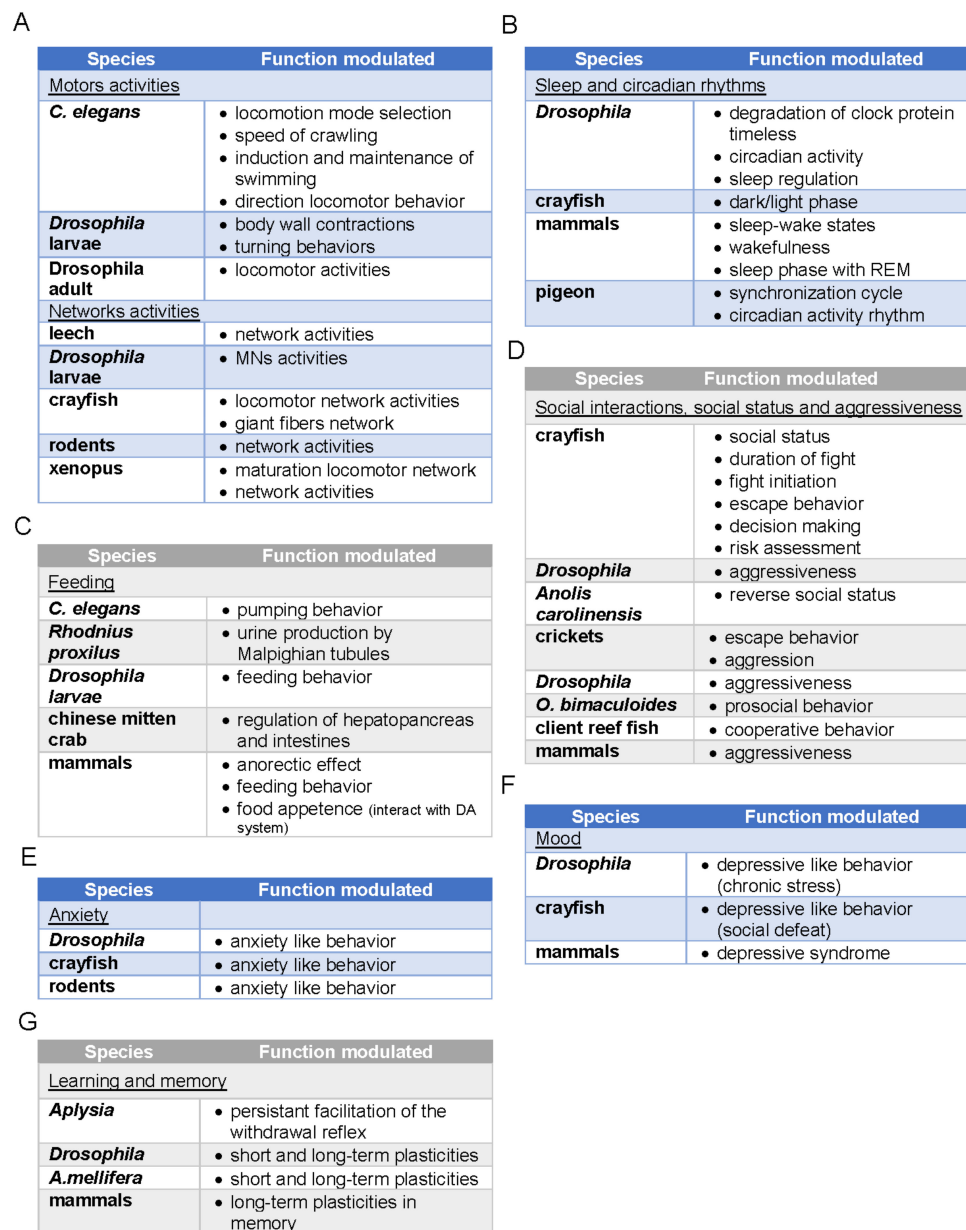 A
Species Function modulated
Motors activities
C. elegans • locomotion mode selection
• speed of crawling
• induction and maintenance of
swimming
• direction locomotor behavior
Drosophila • body wall contractions
larvae • turning behaviors
Drosophila • locomotor activities
adult
Networks activities
leech • network activities
Drosophila • MNs activities
larvae
crayfish • locomotor network activities
• giant fibers network
rodents • network activities
xenopus • maturation locomotor network
• network activities
B
Species Function modulated
Sleep and circadian rhythms
Drosophila • degradation of clock protein
timeless
• circadian activity
• sleep regulation
crayfish • dark/light phase
mammals • sleep-wake states
• wakefulness
• sleep phase with REM
pigeon • synchronization cycle
• circadian activity rhythm
C
Species Function modulated
Feeding
C. elegans • pumping behavior
Rhodnius • urine production by
proxilus Malpighian tubules
Drosophila • feeding behavior
larvae
chinese mitten • regulation of hepatopancreas
crab and intestines
mammals • anorectic effect
• feeding behavior
• food appetence (interact with DA
system)
D
Species Function modulated
Social interactions, social status and aggressiveness
crayfish • social status
• duration of fight
• fight initiation
• escape behavior
• decision making
• risk assessment
Drosophila • aggressiveness
Anolis • reverse social status
carolinensis
crickets • escape behavior
• aggression
Drosophila • aggressiveness
O. bimaculoides • prosocial behavior
client reef fish • cooperative behavior
mammals • aggressiveness
E
Species Function modulated
Anxiety
Drosophila • anxiety like behavior
crayfish • anxiety like behavior
rodents • anxiety like behavior
F
Species Function modulated
Mood
Drosophila • depressive like behavior
(chronic stress)
crayfish • depressive like behavior
(social defeat)
mammals • depressive syndrome
G
Species Function modulated
Learning and memory
Aplysia • persistant facilitation of the
withdrawal reflex
Drosophila • short and long-term plasticities
A.mellifera • short and long-term plasticities
mammals • long-term plasticities in
memory